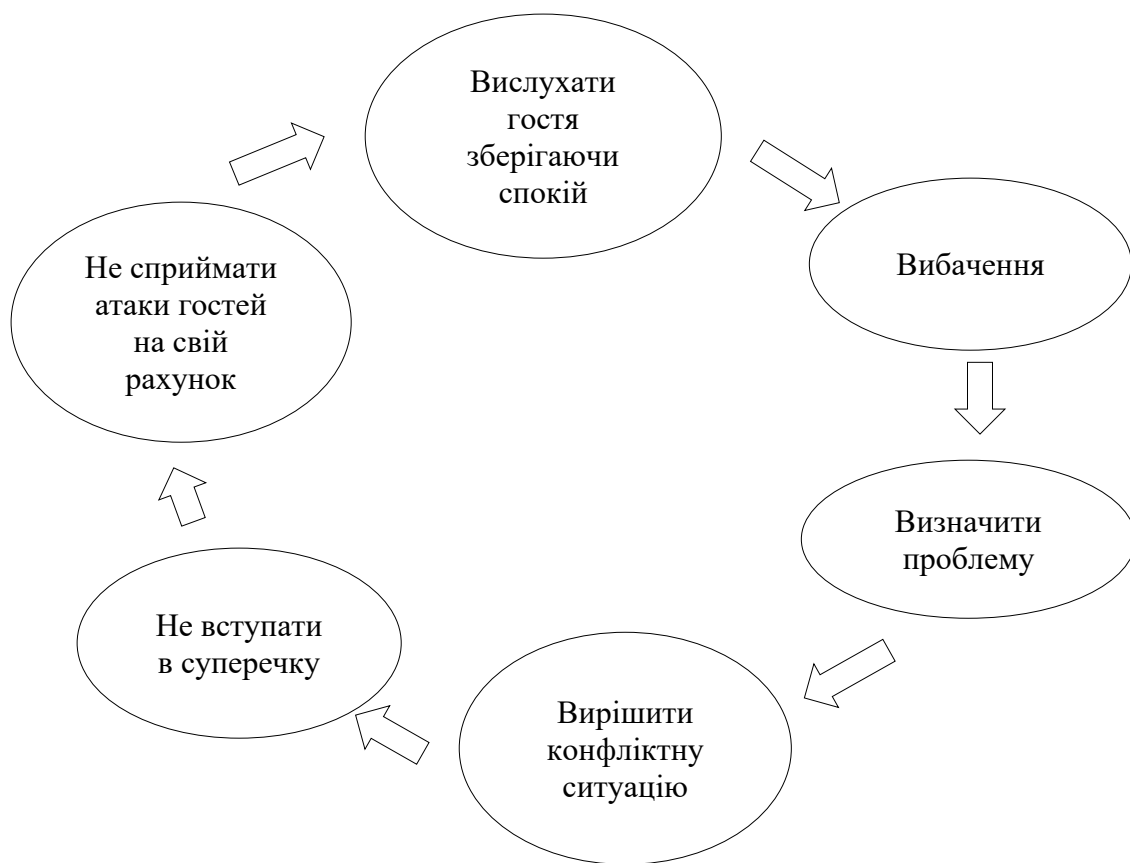 Вислухати
гостя
зберігаючи
спокій
Вибачення
Визначити
проблему
Вирішити
конфліктну
ситуацію
Не вступати
в суперечку
Не сприймати
атаки гостей
на свій
рахунок